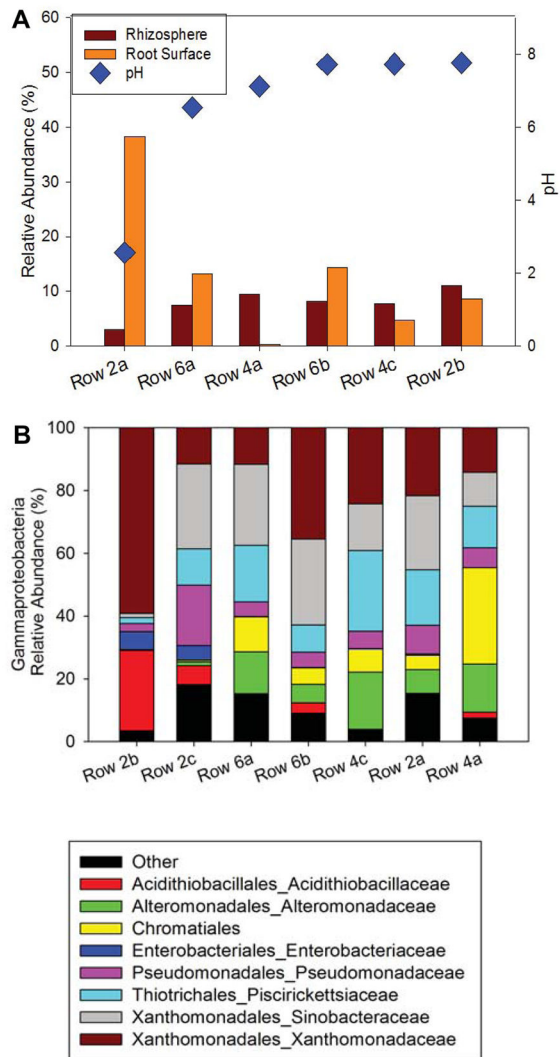 A
Rhizosphere
Root Surface
pH
Relative Abundance (%)
60
50
40
30
20
10
0
8
6
4
2
0
pH
Row 2a
Row 6a
Row 4a
Row 6b
Row 4c
Row 2b
B
Gammaproteobacteria
Relative Abundance (%)
100
80
60
40
20
0
Row 2b
Row 2c
Row 6a
Row 6b
Row 4c
Row 2a
Row 4a
Other
Acidithiobacillales_Acidithiobacillaceae
Alteromonadales_Alteromonadaceae
Chromatiales
Enterobacteriales_Enterobacteriaceae
Pseudomonadales_Pseudomonadaceae
Thiotrichales_Piscirickettsiaceae
Xanthomonadales_Sinobacteraceae
Xanthomonadales_Xanthomonadaceae